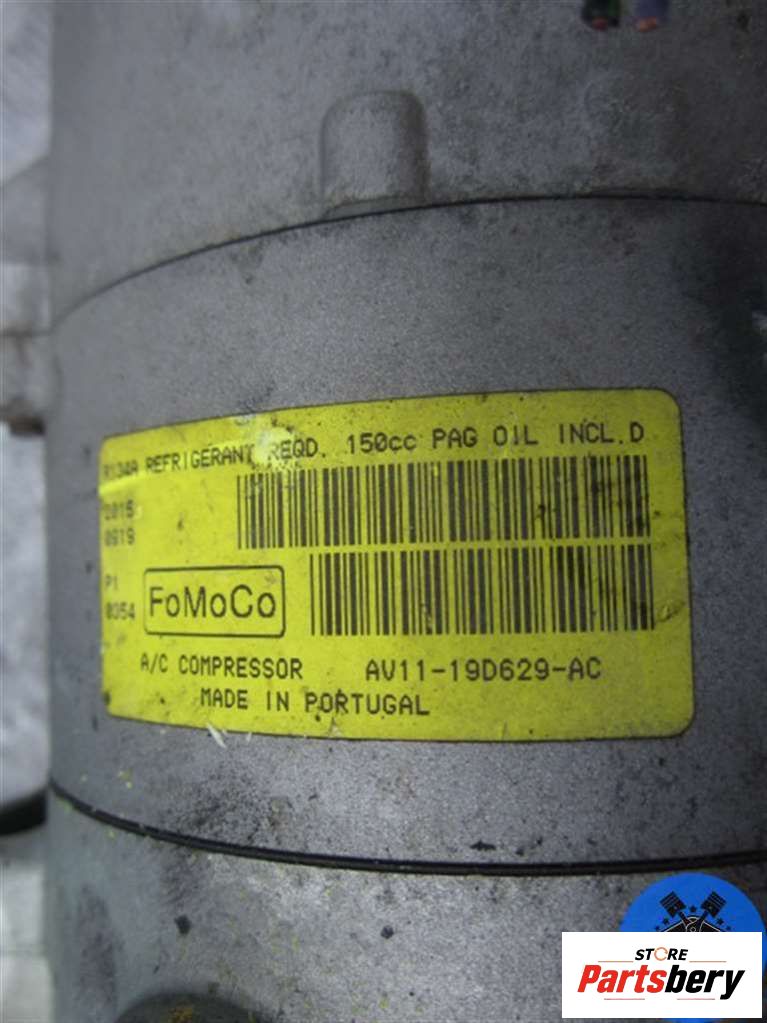 R134A REFRIGERANT REQD. 150cc PAG OIL INCL.D
2015
0919
P1
0354
FoMoCo
A/C COMPRESSOR AV11-19D629-AC
MADE IN PORTUGAL
STORE
Partsbery